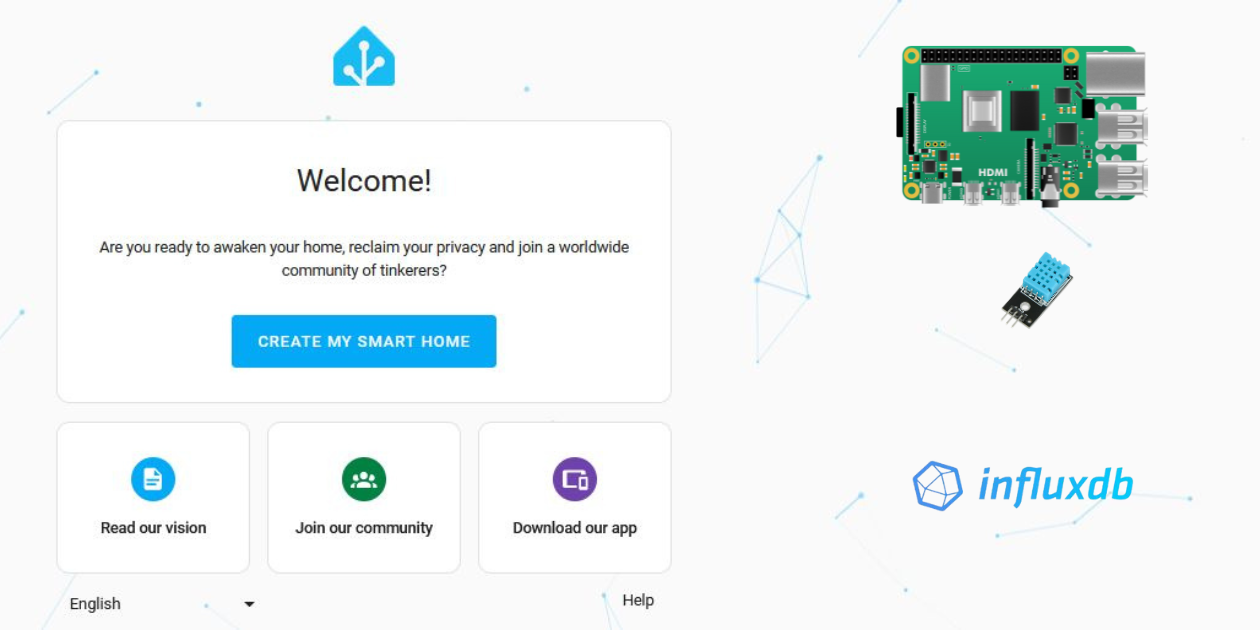 Welcome!
Are you ready to awaken your home, reclaim your privacy and join a worldwide
community of tinkerers?
CREATE MY SMART HOME
Read our vision
Join our community
Download our app
English
Help
HDMI
influxdb